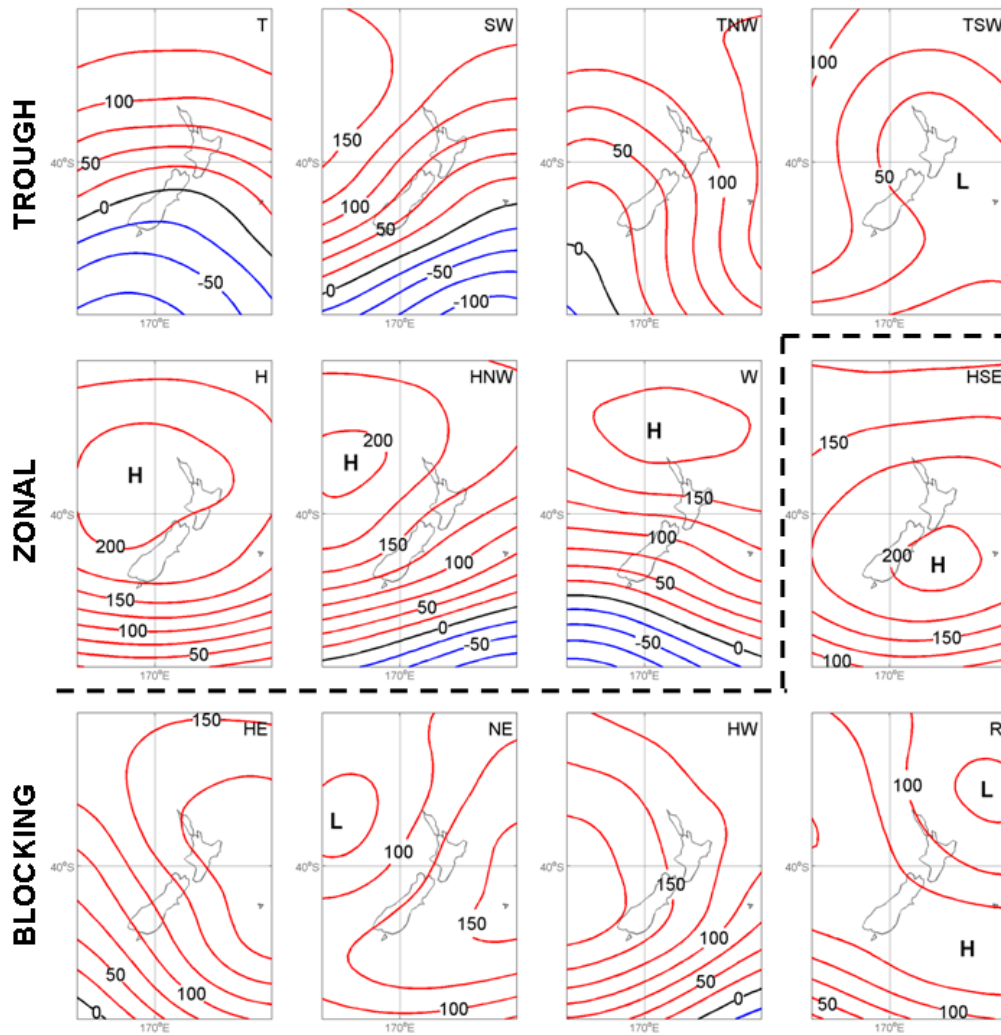 TROUGH
T
100
50
0
-50
40°S
170°E
SW
150
100
50
0
-50
-100
40°S
170°E
TNW
50
100
0
40°S
170°E
TSW
100
50
L
40°S
170°E
ZONAL
H
H
200
150
100
50
40°S
170°E
HNW
200
H
150
100
50
0
-50
40°S
170°E
W
H
150
100
50
0
-50
40°S
170°E
HSE
150
200
H
150
100
40°S
170°E
BLOCKING
HE
150
50
100
0
40°S
170°E
NE
L
100
150
100
40°S
170°E
HW
150
100
50
0
40°S
170°E
R
100
L
H
50
100
40°S
170°E